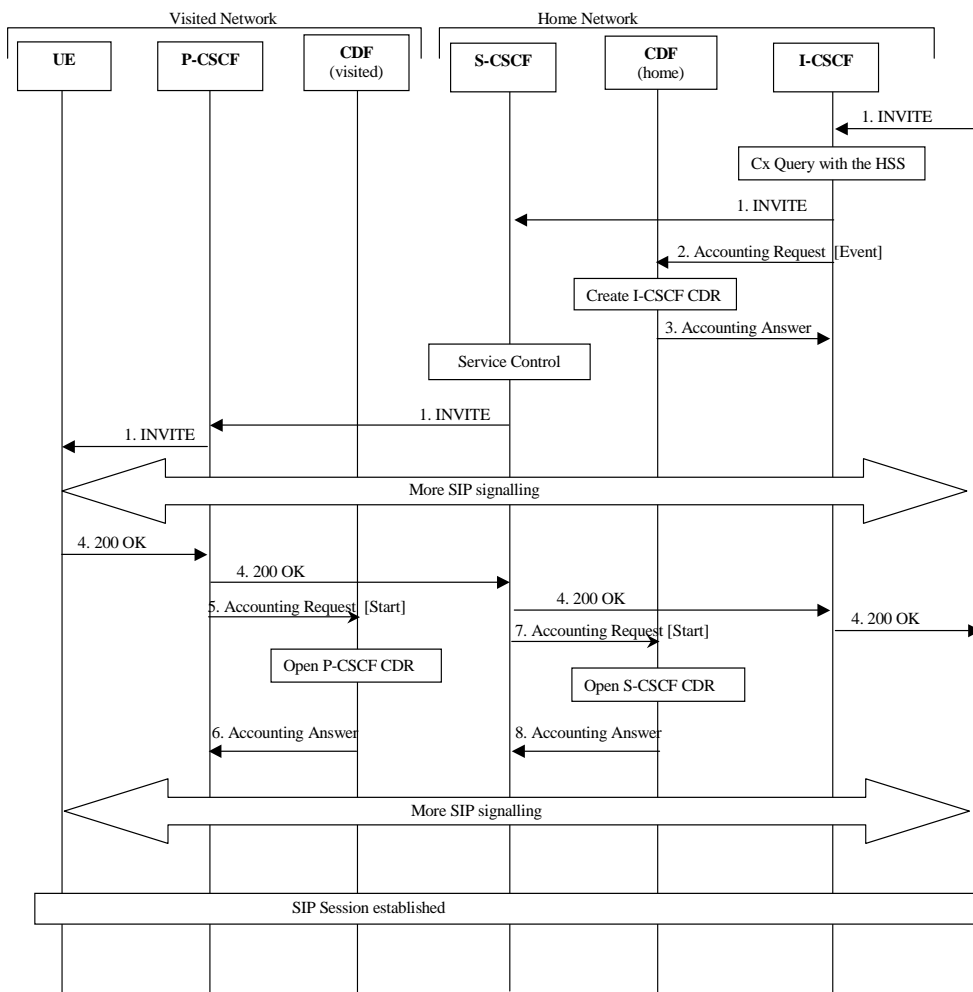 Visited Network
Home Network
UE
P-CSCF
CDF
(visited)
S-CSCF
CDF
(home)
I-CSCF
1. INVITE
Cx Query with the HSS
1. INVITE
2. Accounting Request [Event]
Create I-CSCF CDR
3. Accounting Answer
Service Control
1. INVITE
1. INVITE
More SIP signalling
4. 200 OK
4. 200 OK
4. 200 OK
5. Accounting Request [Start]
4. 200 OK
7. Accounting Request [Start]
Open P-CSCF CDR
Open S-CSCF CDR
6. Accounting Answer
8. Accounting Answer
More SIP signalling
SIP Session established